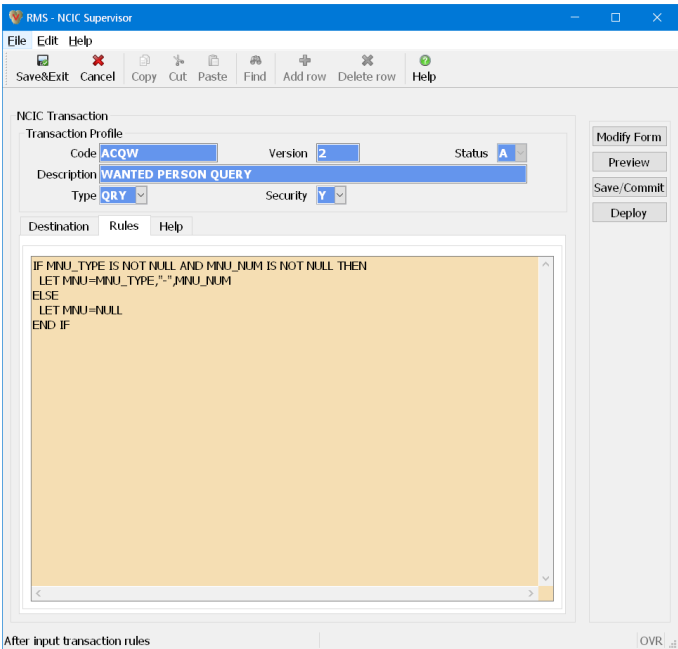 RMS - NCIC Supervisor
File Edit Help
Save&Exit Cancel Copy Cut Paste Find Add row Delete row Help
NCIC Transaction
Transaction Profile
Code ACQW Version 2 Status A
Description WANTED PERSON QUERY
Type QRY Security Y
Modify Form
Preview
Save/Commit
Deploy
Destination Rules Help
IF MNU_TYPE IS NOT NULL AND MNU_NUM IS NOT NULL THEN
LET MNU=MNU_TYPE,"-",MNU_NUM
ELSE
LET MNU=NULL
END IF
After input transaction rules OVR